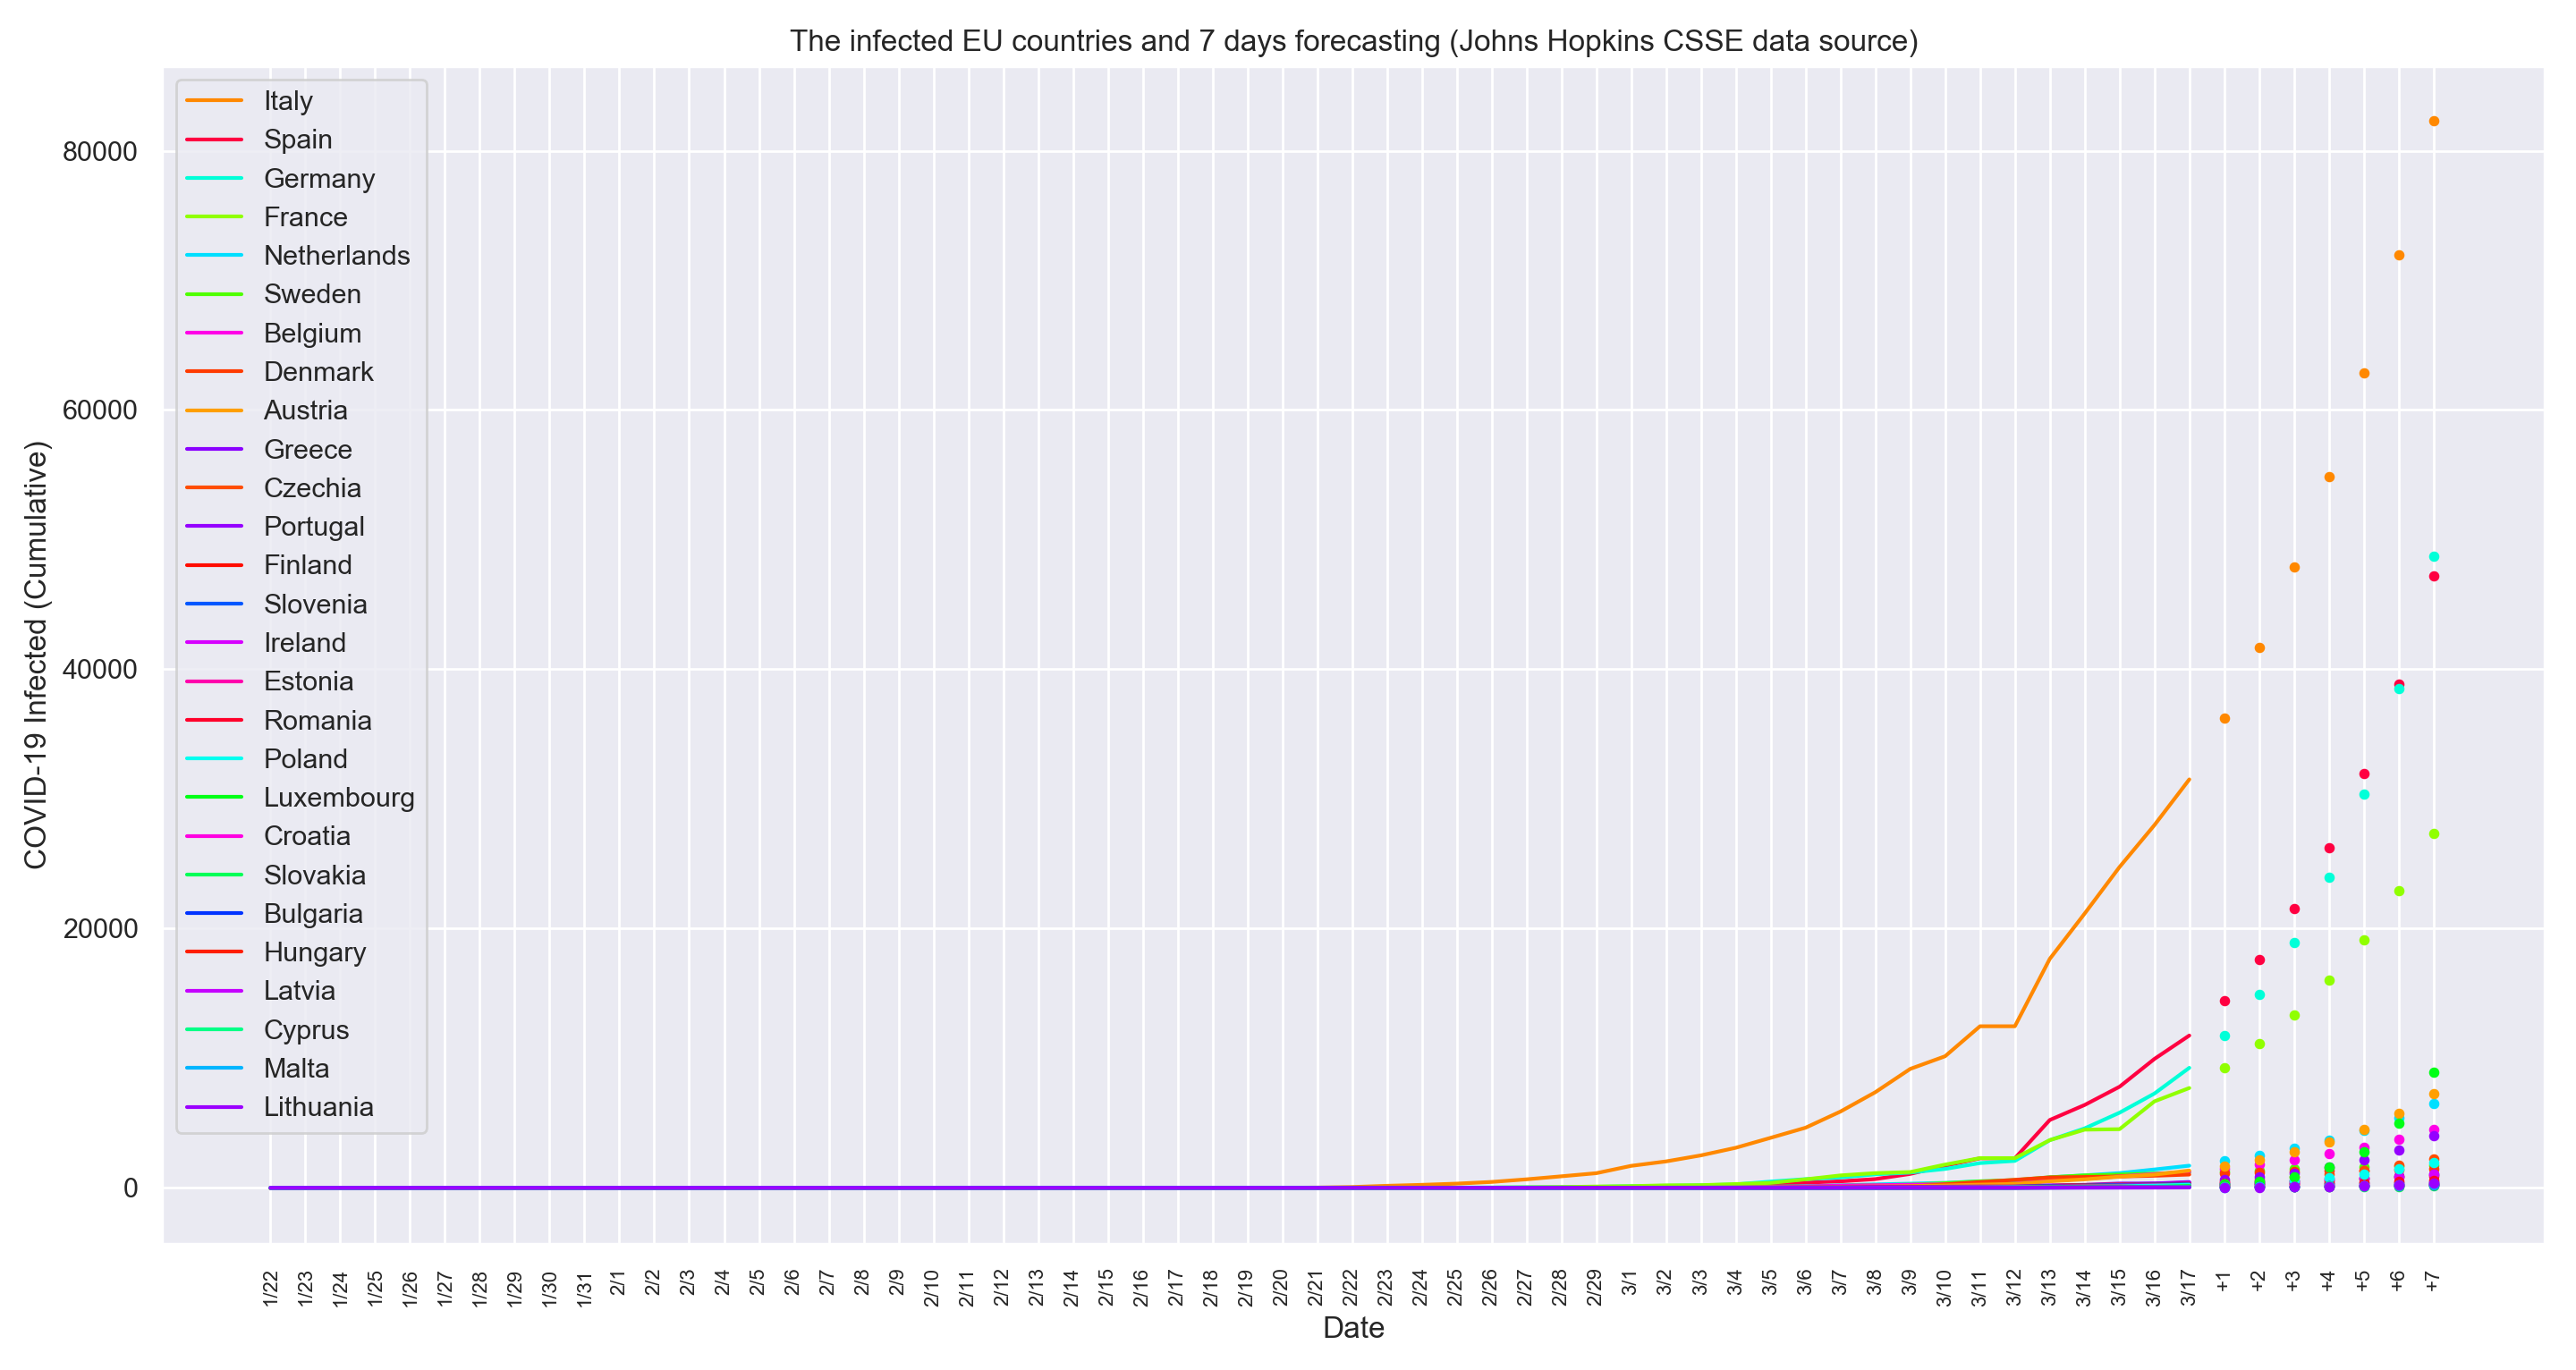 The infected EU countries and 7 days forecasting (Johns Hopkins CSSE data source)
Italy
Spain
Germany
France
Netherlands
Sweden
Belgium
Denmark
Austria
Greece
Czechia
Portugal
Finland
Slovenia
Ireland
Estonia
Romania
Poland
Luxembourg
Croatia
Slovakia
Bulgaria
Hungary
Latvia
Cyprus
Malta
Lithuania
COVID-19 Infected (Cumulative)
80000
60000
40000
20000
0
1/22 1/23 1/24 1/25 1/26 1/27 1/28 1/29 1/30 1/31 2/1 2/2 2/3 2/4 2/5 2/6 2/7 2/8 2/9 2/10 2/11 2/12 2/13 2/14 2/15 2/16 2/17 2/18 2/19 2/20 2/21 2/22 2/23 2/24 2/25 2/26 2/27 2/28 2/29 3/1 3/2 3/3 3/4 3/5 3/6 3/7 3/8 3/9 3/10 3/11 3/12 3/13 3/14 3/15 3/16 3/17 +1 +2 +3 +4 +5 +6 +7
Date